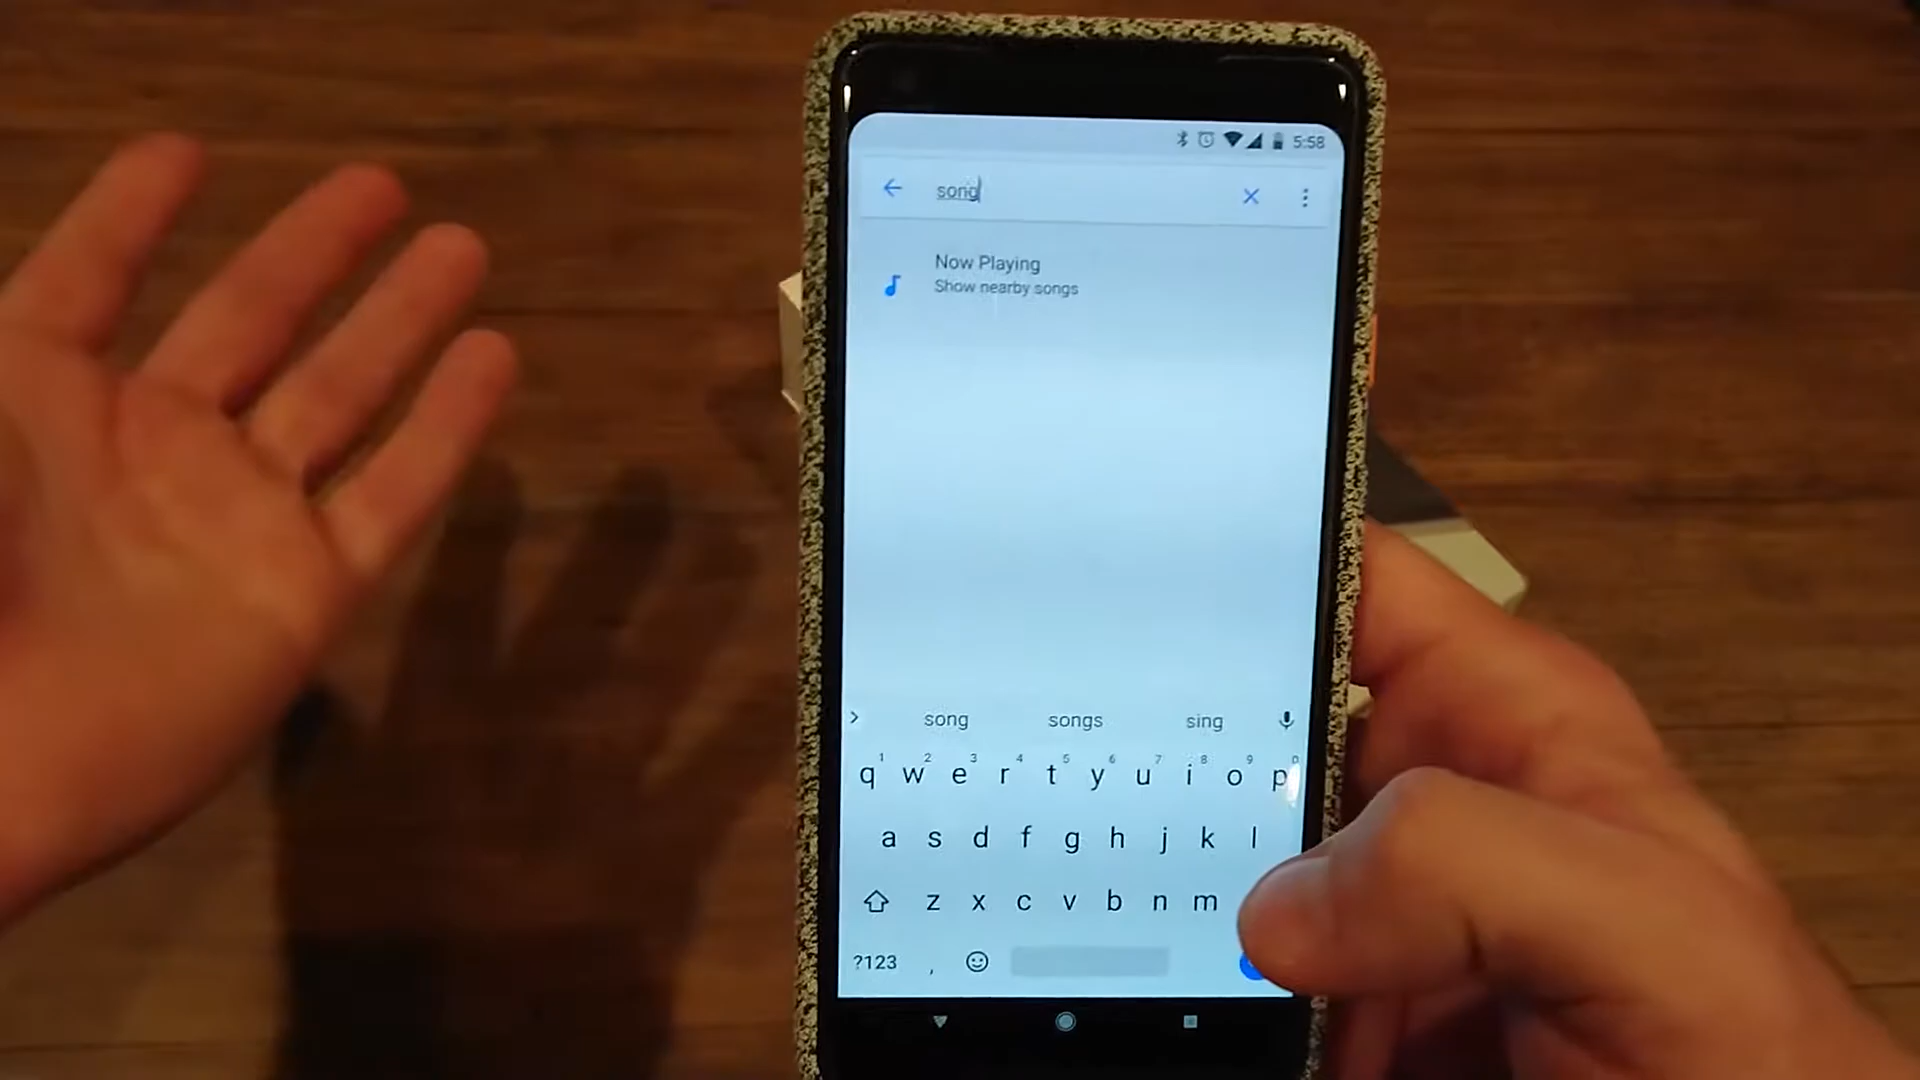 5:58
song
Now Playing
Show nearby songs
song songs sing
1 2 3 4 5 6 7 8 9 0
q w e r t y u i o p
a s d f g h j k l
z x c v b n m
?123 ,